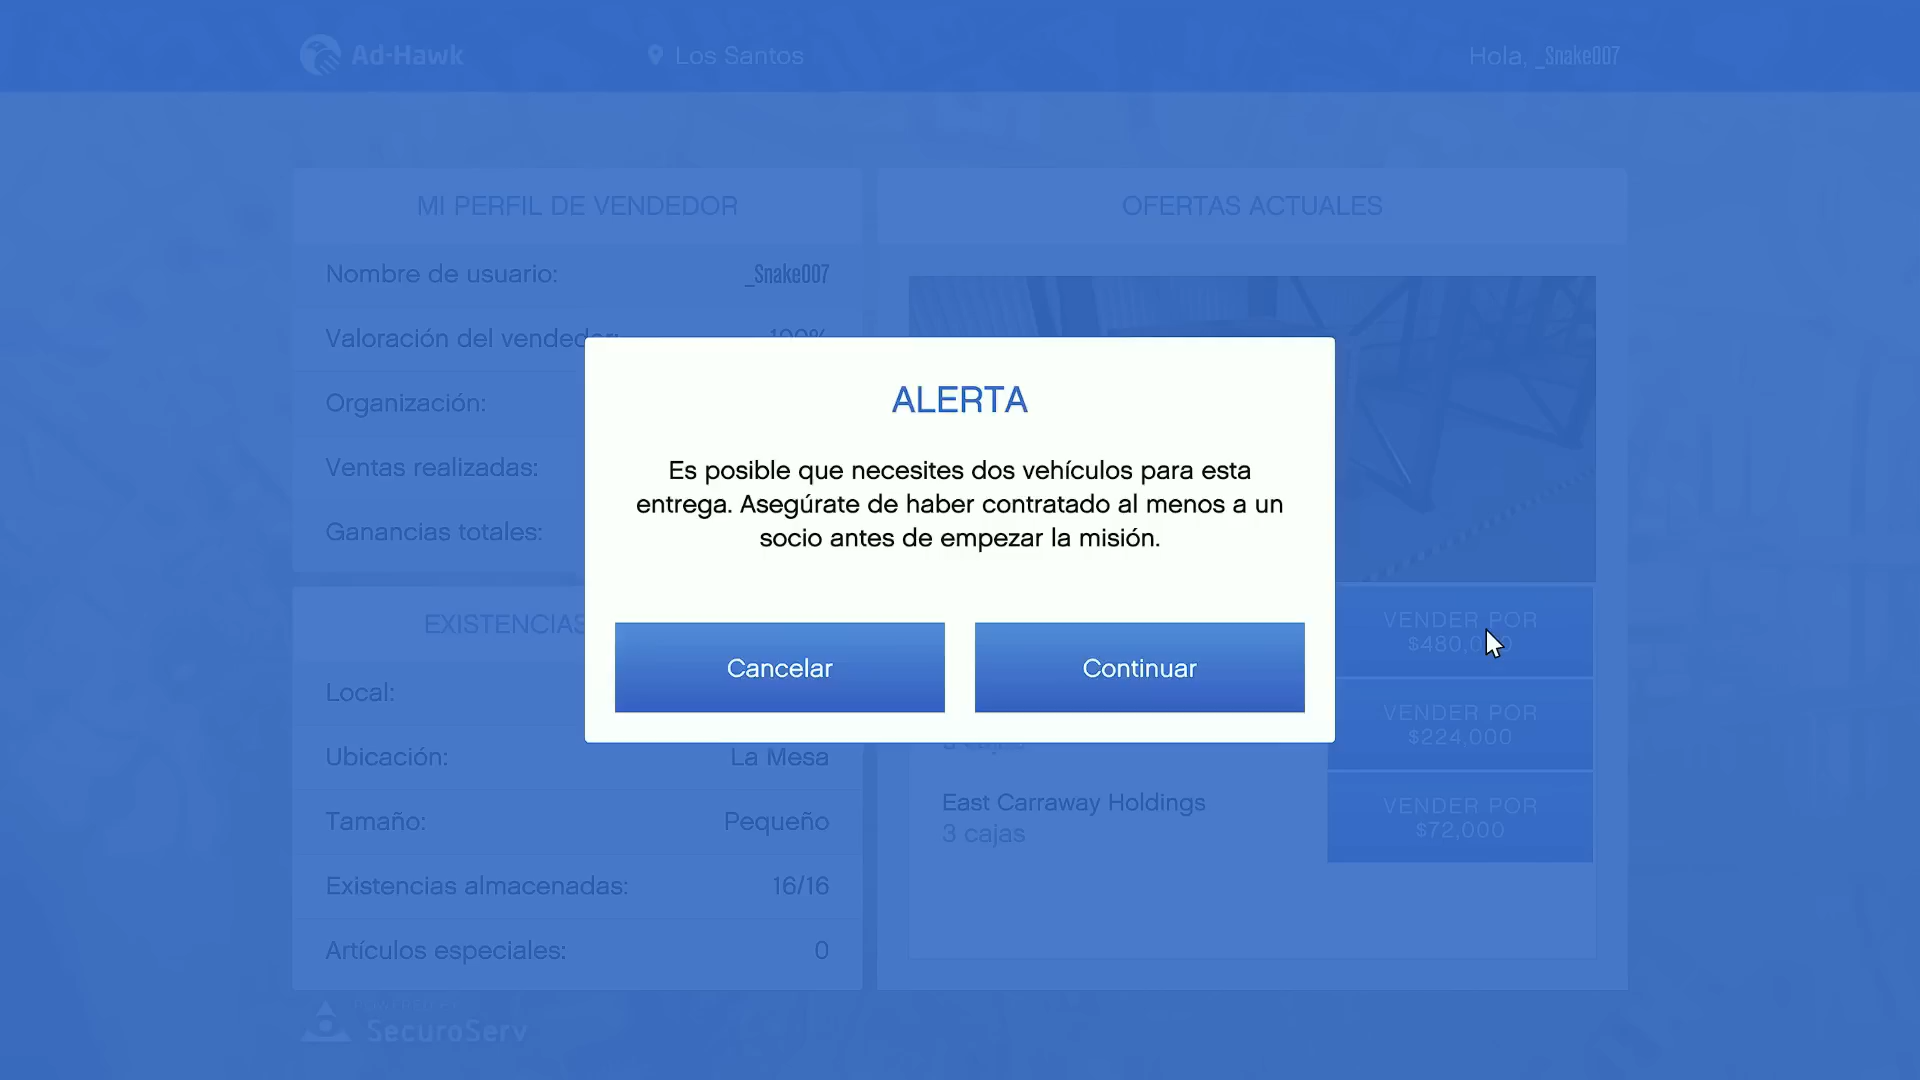 Ad-Hawk
Los Santos
Hola, _Snake007
MI PERFIL DE VENDEDOR
Nombre de usuario: _Snake007
Valoración del vendedor: 100%
Organización:
Ventas realizadas:
Ganancias totales:
EXISTENCIAS
Local:
Ubicación: La Mesa
Tamaño: Pequeño
Existencias almacenadas: 16/16
Artículos especiales: 0
POWERED BY
SecuroServ
OFERTAS ACTUALES
VENDER POR
VENDER POR
$224,000
East Carraway Holdings
3 cajas
VENDER POR
$72,000
ALERTA
Es posible que necesites dos vehículos para esta
entrega. Asegúrate de haber contratado al menos a un
socio antes de empezar la misión.
Cancelar
Continuar